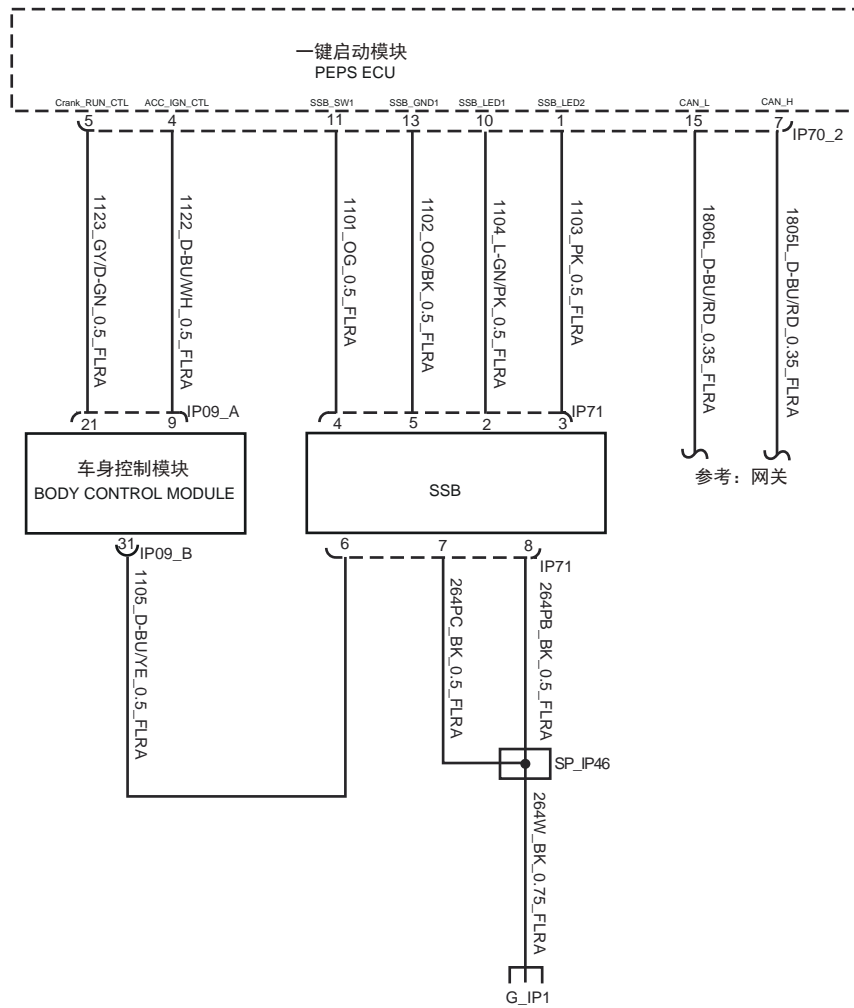 一键启动模块
PEPS ECU
Crank_RUN_CTL ACC_IGN_CTL SSB_SW1 SSB_GND1 SSB_LED1 SSB_LED2 CAN_L CAN_H
5 4 11 13 10 1 15 7 IP70_2
1123_GY/D-GN_0.5_FLRA
1122_D-BU/WH_0.5_FLRA
1101_OG_0.5_FLRA
1102_OG/BK_0.5_FLRA
1104_L-GN/PK_0.5_FLRA
1103_PK_0.5_FLRA
1806L_D-BU/RD_0.35_FLRA
1805L_D-BU/RD_0.35_FLRA
21 9 IP09_A
4 5 2 3 IP71
车身控制模块
BODY CONTROL MODULE
SSB
参考：网关
31 IP09_B
6 7 8 IP71
1105_D-BU/YE_0.5_FLRA
264PC_BK_0.5_FLRA
264PB_BK_0.5_FLRA
SP_IP46
264W_BK_0.75_FLRA
G_IP1